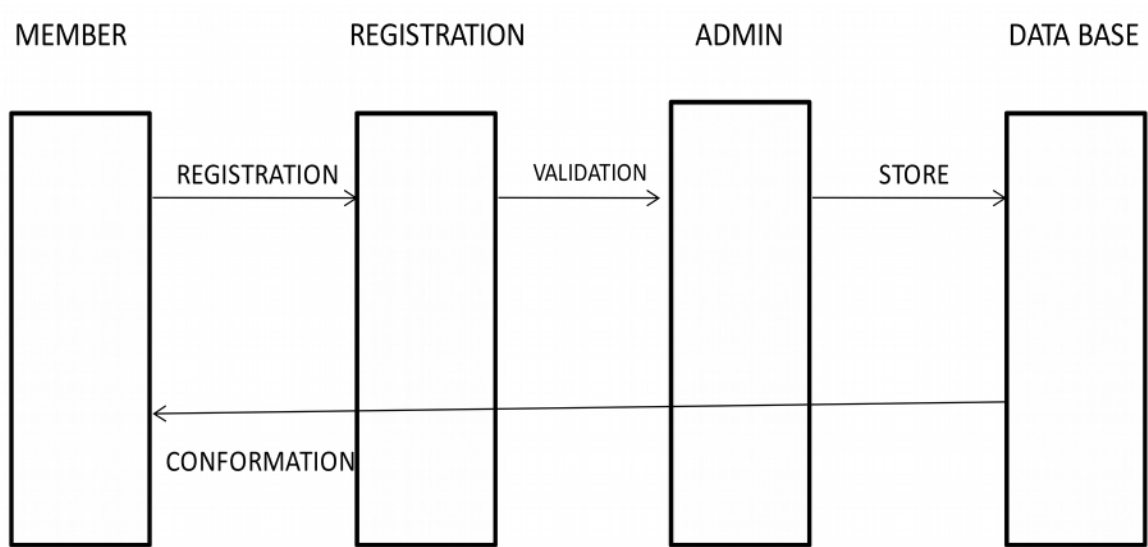 MEMBER
REGISTRATION
ADMIN
DATA BASE
REGISTRATION
VALIDATION
STORE
CONFORMATION